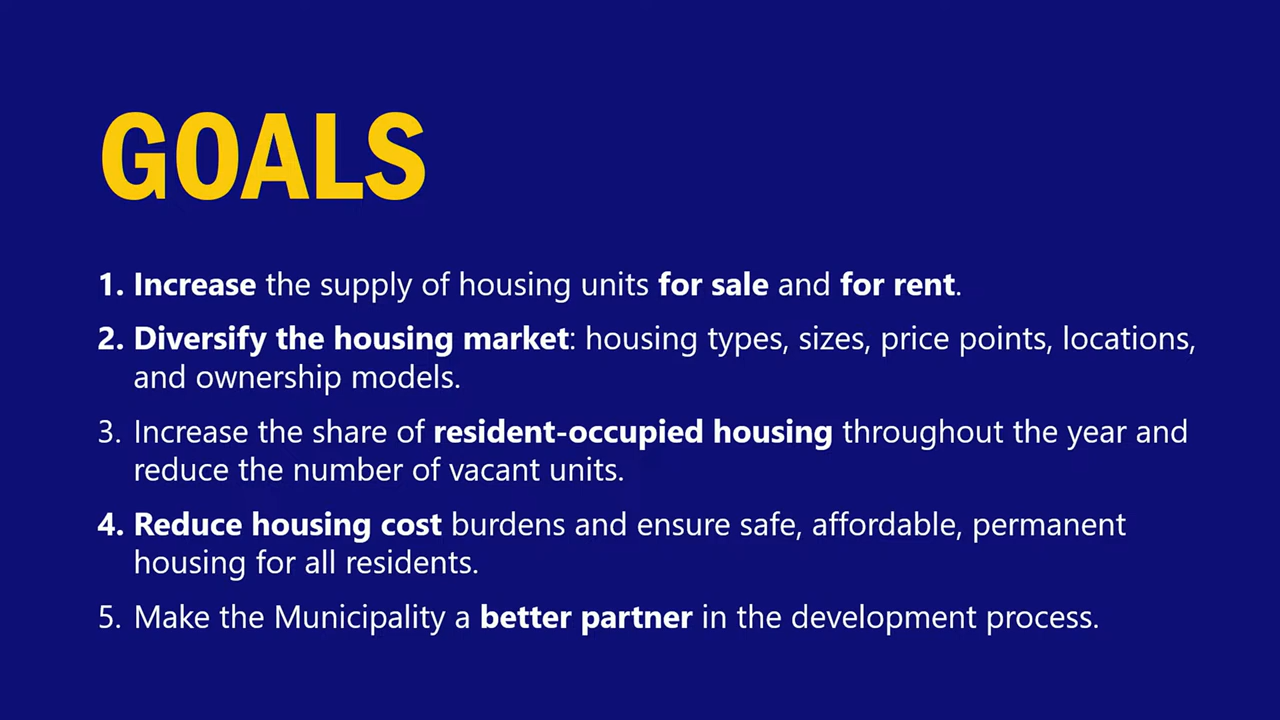 GOALS
1. Increase the supply of housing units for sale and for rent.
2. Diversify the housing market: housing types, sizes, price points, locations,
and ownership models.
3. Increase the share of resident-occupied housing throughout the year and
reduce the number of vacant units.
4. Reduce housing cost burdens and ensure safe, affordable, permanent
housing for all residents.
5. Make the Municipality a better partner in the development process.